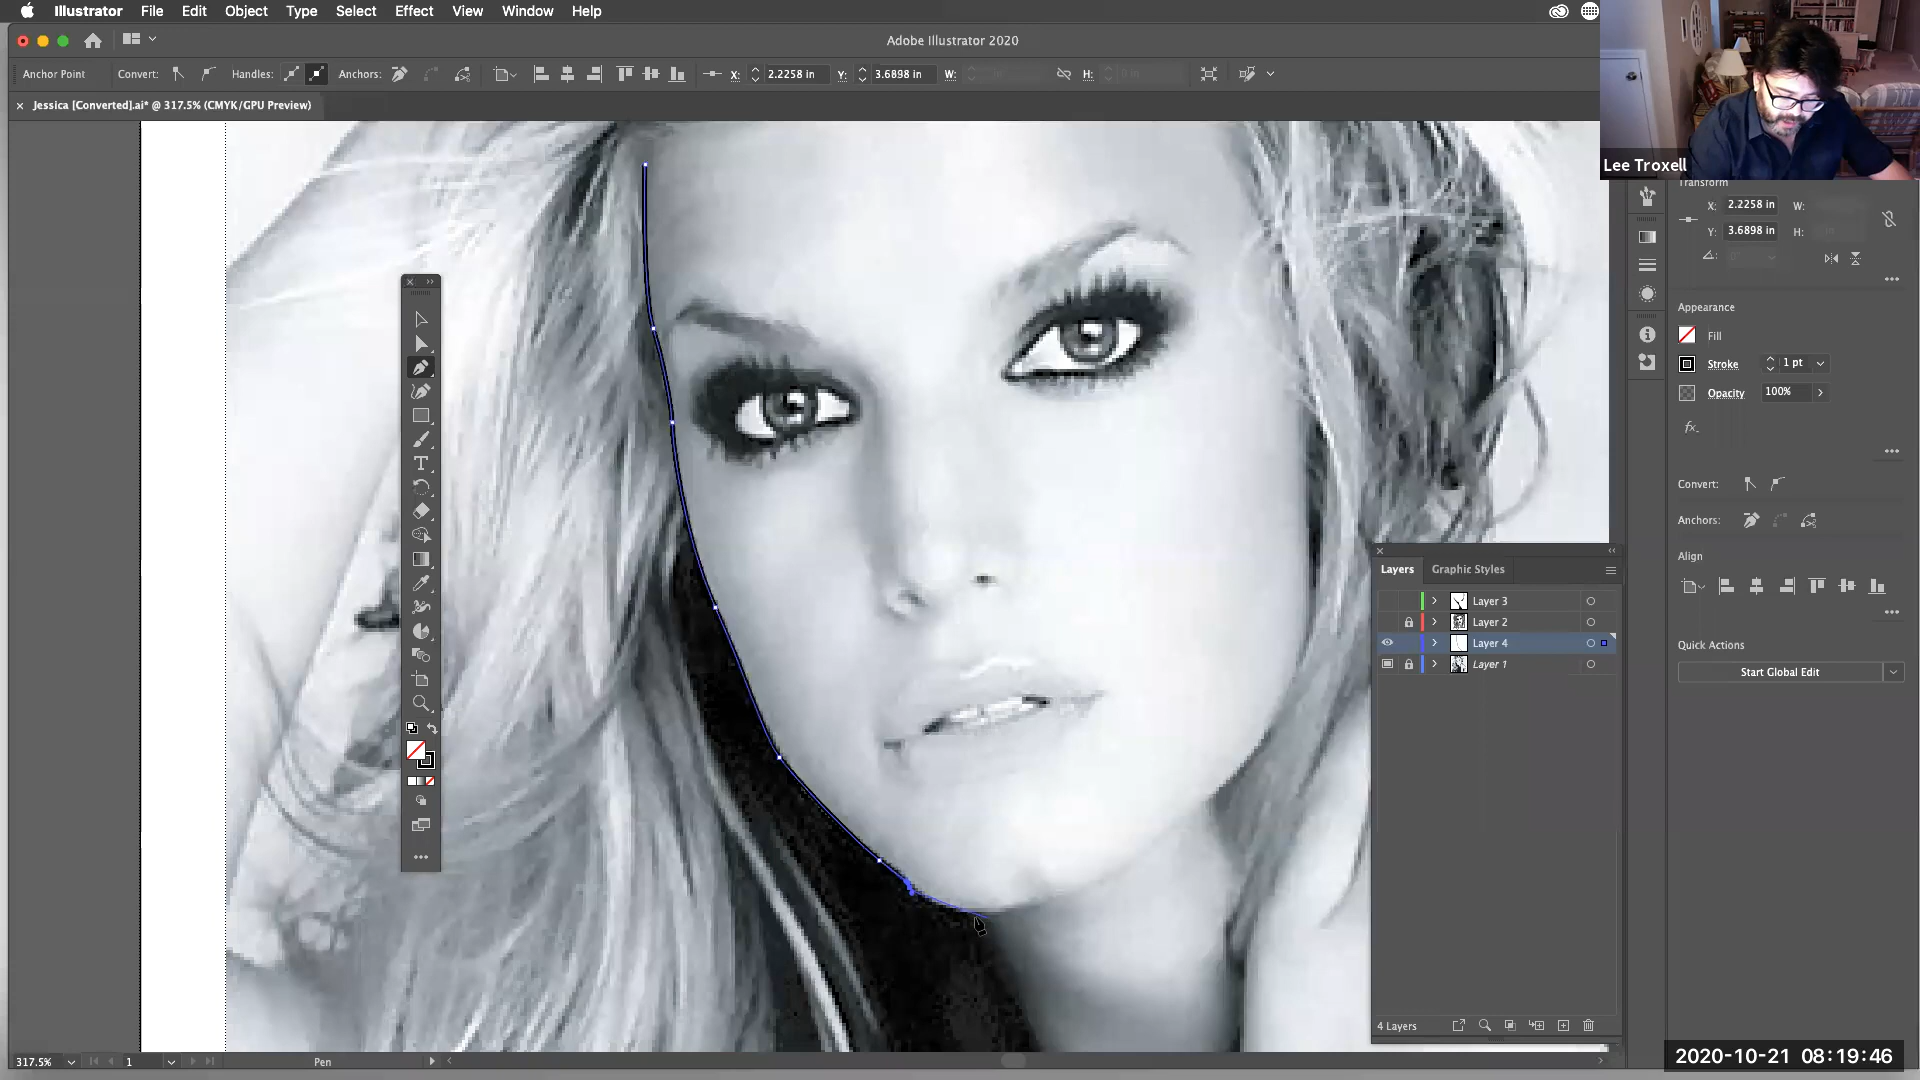 Illustrator File Edit Object Type Select Effect View Window Help
Adobe Illustrator 2020
Anchor Point Convert: Handles: Anchors: X: 2.2258 in Y: 3.6898 in W: H:
× Jessica [Converted].ai* @ 317.5% (CMYK/GPU Preview)
Lee Troxell
Transform
X: 2.2258 in W:
Y: 3.6898 in H:
Appearance
Fill
Stroke 1 pt
Opacity 100%
fx.
Convert:
Anchors:
Align
Quick Actions
Start Global Edit
Layers Graphic Styles
Layer 3
Layer 2
Layer 4
Layer 1
4 Layers
317.5% 1 Pen
2020-10-21 08:19:46